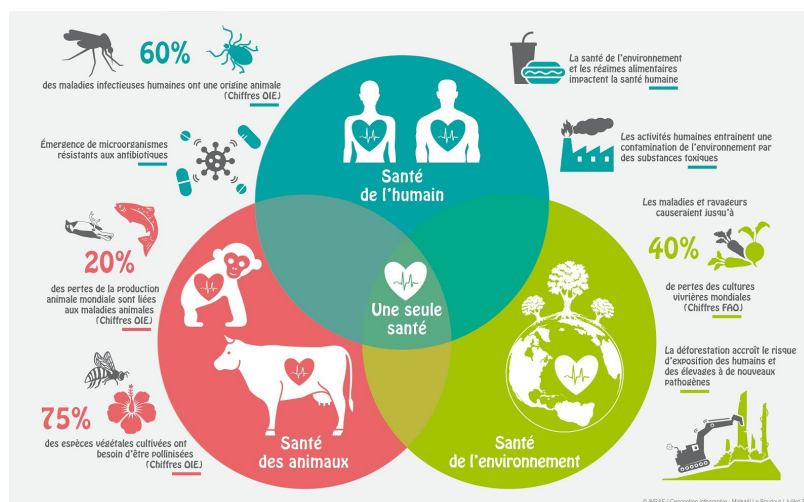 60%
des maladies infectieuses humaines ont une origine animale
(Chiffres OIE)
Émergence de microorganismes
résistants aux antibiotiques
20%
des pertes de la production
animale mondiale sont liées
aux maladies animales
(Chiffres OIE)
75%
des espèces végétales cultivées ont
besoin d'être pollinisées
(Chiffres OIE)
Santé
de l'humain
Une seule
santé
Santé
des animaux
Santé
de l'environnement
La santé de l'environnement
et les régimes alimentaires
impactent la santé humaine
Les activités humaines entrainent une
contamination de l'environnement par
des substances toxiques
Les maladies et ravageurs
causeraient jusqu'à
40%
de pertes des cultures
vivrières mondiales
(Chiffres FAO)
La déforestation accroît le risque
d'exposition des humains et
des élevages à de nouveaux
pathogènes